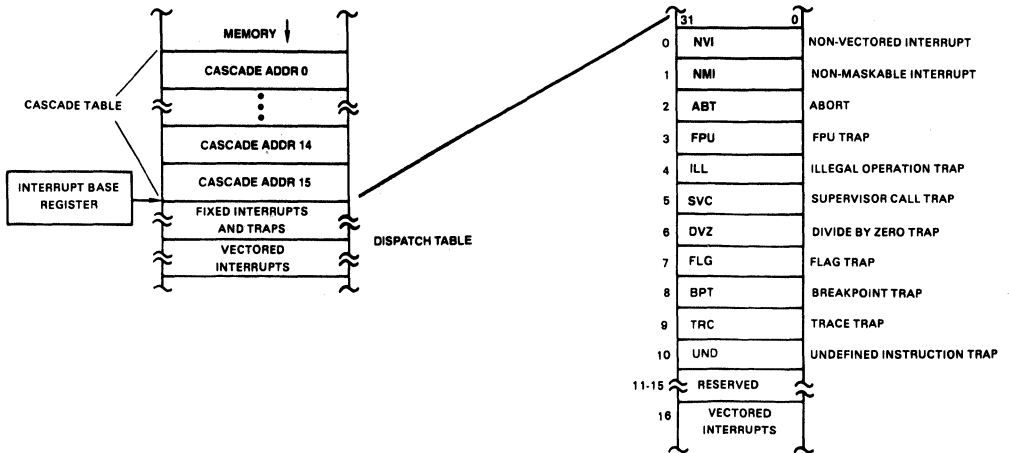 MEMORY
CASCADE ADDR 0
CASCADE TABLE
CASCADE ADDR 14
CASCADE ADDR 15
INTERRUPT BASE
REGISTER
FIXED INTERRUPTS
AND TRAPS
DISPATCH TABLE
VECTORED
INTERRUPTS
31 0
0 NVI NON-VECTORED INTERRUPT
1 NMI NON-MASKABLE INTERRUPT
2 ABT ABORT
3 FPU FPU TRAP
4 ILL ILLEGAL OPERATION TRAP
5 SVC SUPERVISOR CALL TRAP
6 DVZ DIVIDE BY ZERO TRAP
7 FLG FLAG TRAP
8 BPT BREAKPOINT TRAP
9 TRC TRACE TRAP
10 UND UNDEFINED INSTRUCTION TRAP
11-15 RESERVED
16 VECTORED
INTERRUPTS